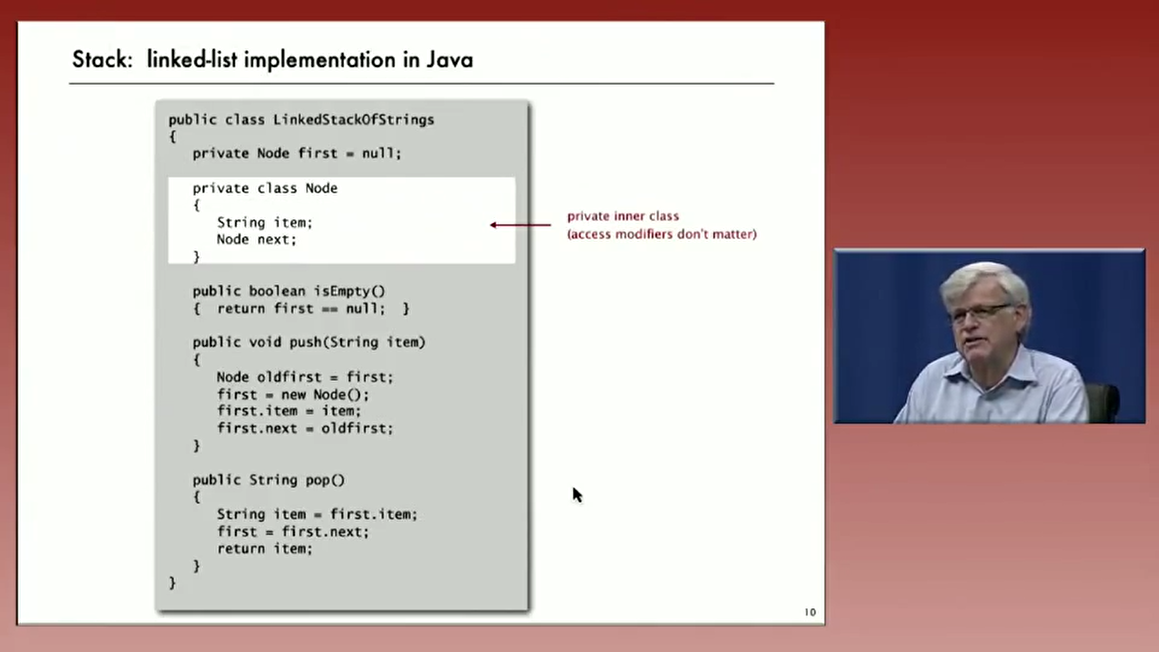 Stack: linked-list implementation in Java
public class LinkedStackOfStrings
{
private Node first = null;
private class Node
{
String item;
Node next;
}
private inner class
(access modifiers don't matter)
public boolean isEmpty()
{ return first == null; }
public void push(String item)
{
Node oldfirst = first;
first = new Node();
first.item = item;
first.next = oldfirst;
}
public String pop()
{
String item = first.item;
first = first.next;
return item;
}
}
10